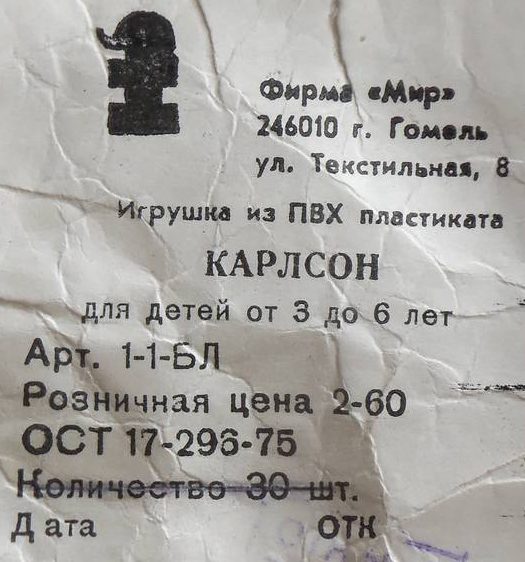 Фирма «Мир»
246010 г. Гомель
ул. Текстильная, 8
Игрушка из ПВХ пластиката
КАРЛСОН
для детей от 3 до 6 лет
Арт. 1-1-БЛ
Розничная цена 2-60
ОСТ 17-296-75
Количество 30 шт.
Дата ОТК